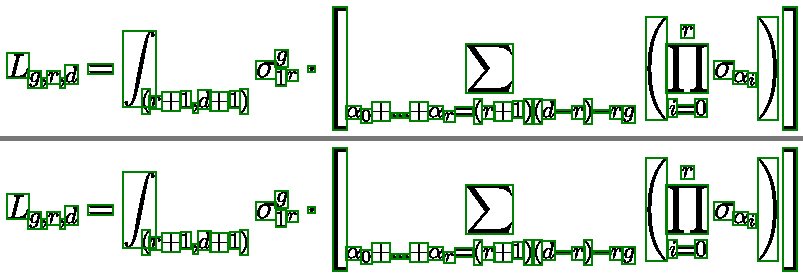 L_{g,r,d} = \int_{(r+1,d+1)} \sigma_{1^r}^{g} \cdot \left[ \sum_{\alpha_0+...+\alpha_r=(r+1)(d-r)-rg} \left( \prod_{i=0}^{r} \sigma_{\alpha_i} \right) \right]
L_{g,r,d} = \int_{(r+1,d+1)} \sigma_{1^r}^{g} \cdot \left[ \sum_{\alpha_0+...+\alpha_r=(r+1)(d-r)-rg} \left( \prod_{i=0}^{r} \sigma_{\alpha_i} \right) \right]